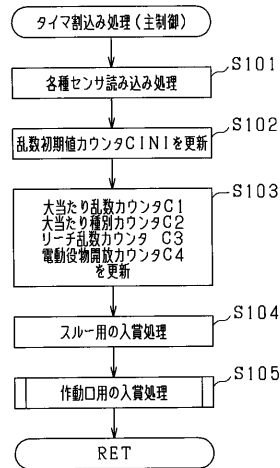 タイマ割込み処理(主制御)
各種センサ読み込み処理
S101
乱数初期値カウンタCINIを更新
S102
大当たり乱数カウンタC1
大当たり種別カウンタC2
リーチ乱数カウンタ C3
電動役物開放カウンタC4
を更新
S103
スルー用の入賞処理
S104
作動口用の入賞処理
S105
RET